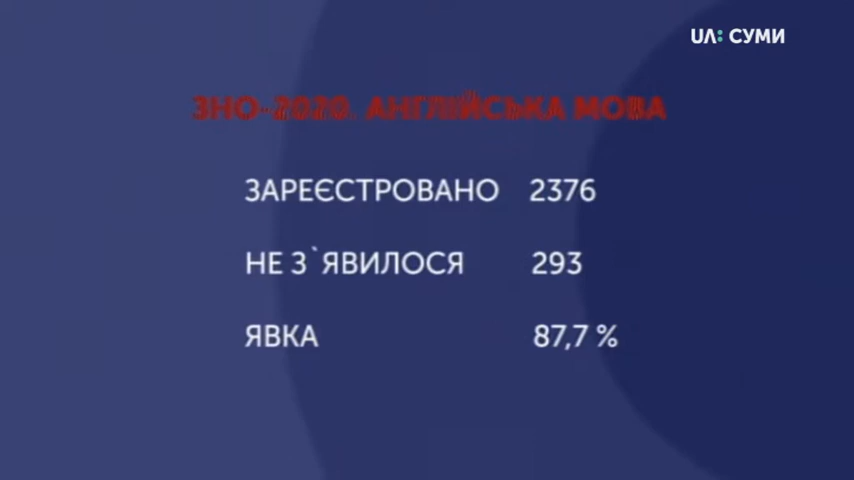 UA: СУМИ
ЗНО-2020. АНГЛІЙСЬКА МОВА
ЗАРЕЄСТРОВАНО 2376
НЕ З`ЯВИЛОСЯ 293
ЯВКА 87,7 %